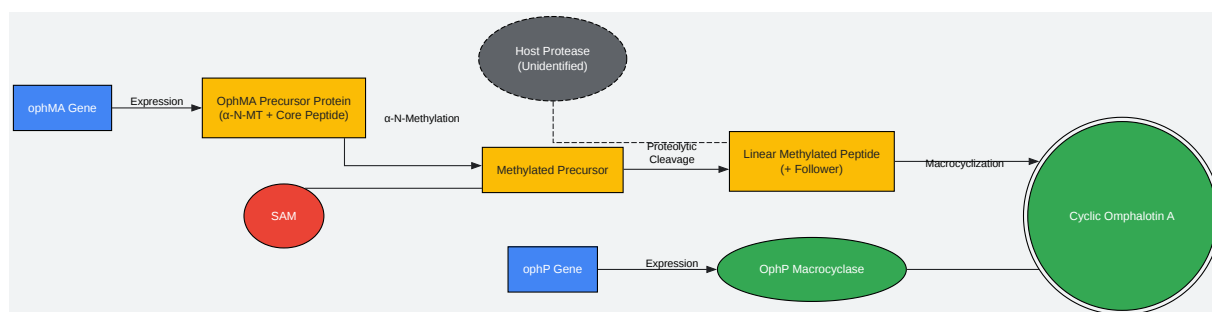 Host Protease
(Unidentified)
ophMA Gene
Expression
OphMA Precursor Protein
(α-N-MT + Core Peptide)
α-N-Methylation
Methylated Precursor
Proteolytic
Cleavage
Linear Methylated Peptide
(+ Follower)
Macrocyclization
Cyclic Omphalotin A
SAM
ophP Gene
Expression
OphP Macrocyclase